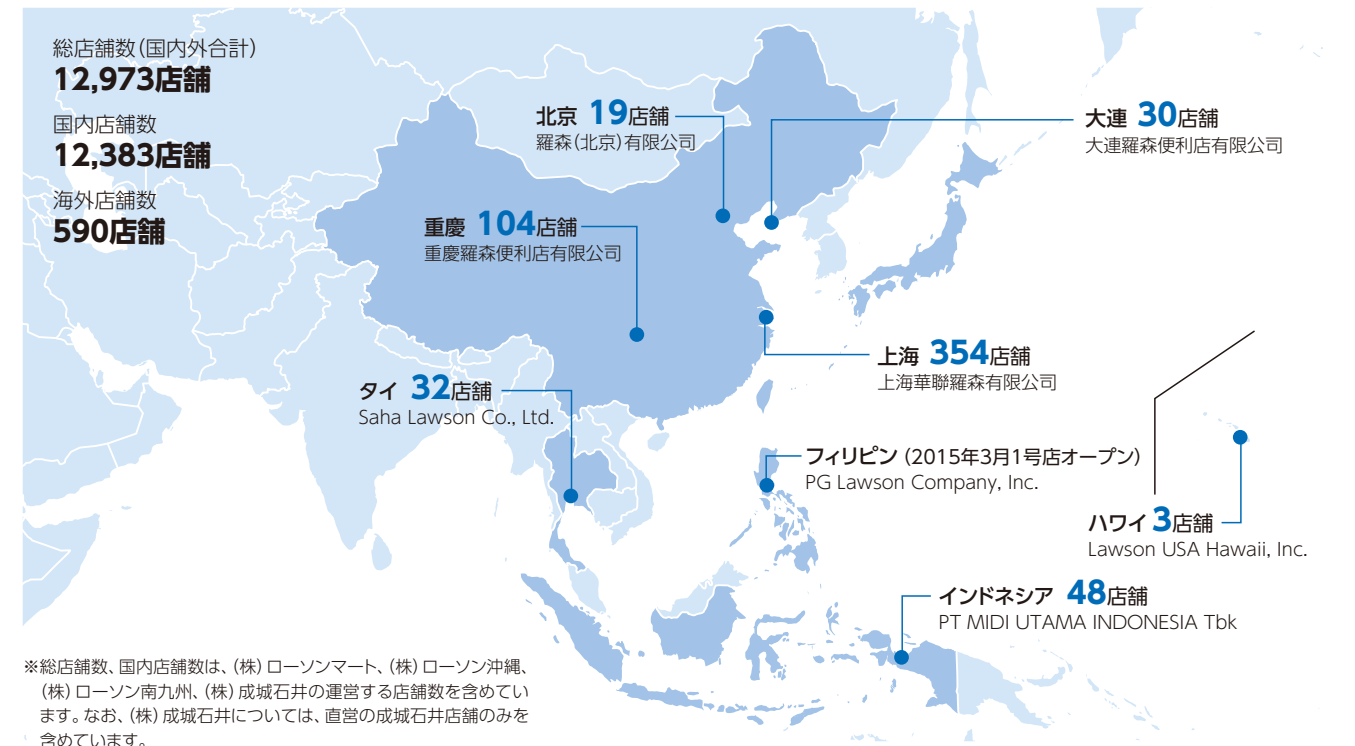 総店舗数(国内外合計)
12,973店舗
国内店舗数
12,383店舗
海外店舗数
590店舗
北京 19店舗
羅森(北京)有限公司
大連 30店舗
大連羅森便利店有限公司
重慶 104店舗
重慶羅森便利店有限公司
上海 354店舗
上海華聯羅森有限公司
タイ 32店舗
Saha Lawson Co., Ltd.
フィリピン (2015年3月1号店オープン)
PG Lawson Company, Inc.
ハワイ 3店舗
Lawson USA Hawaii, Inc.
インドネシア 48店舗
PT MIDI UTAMA INDONESIA Tbk
※総店舗数、国内店舗数は、(株)ローソンマート、(株)ローソン沖縄、
(株)ローソン南九州、(株)成城石井の運営する店舗数を含めてい
ます。なお、(株)成城石井については、直営の成城石井店舗のみを
含めています。